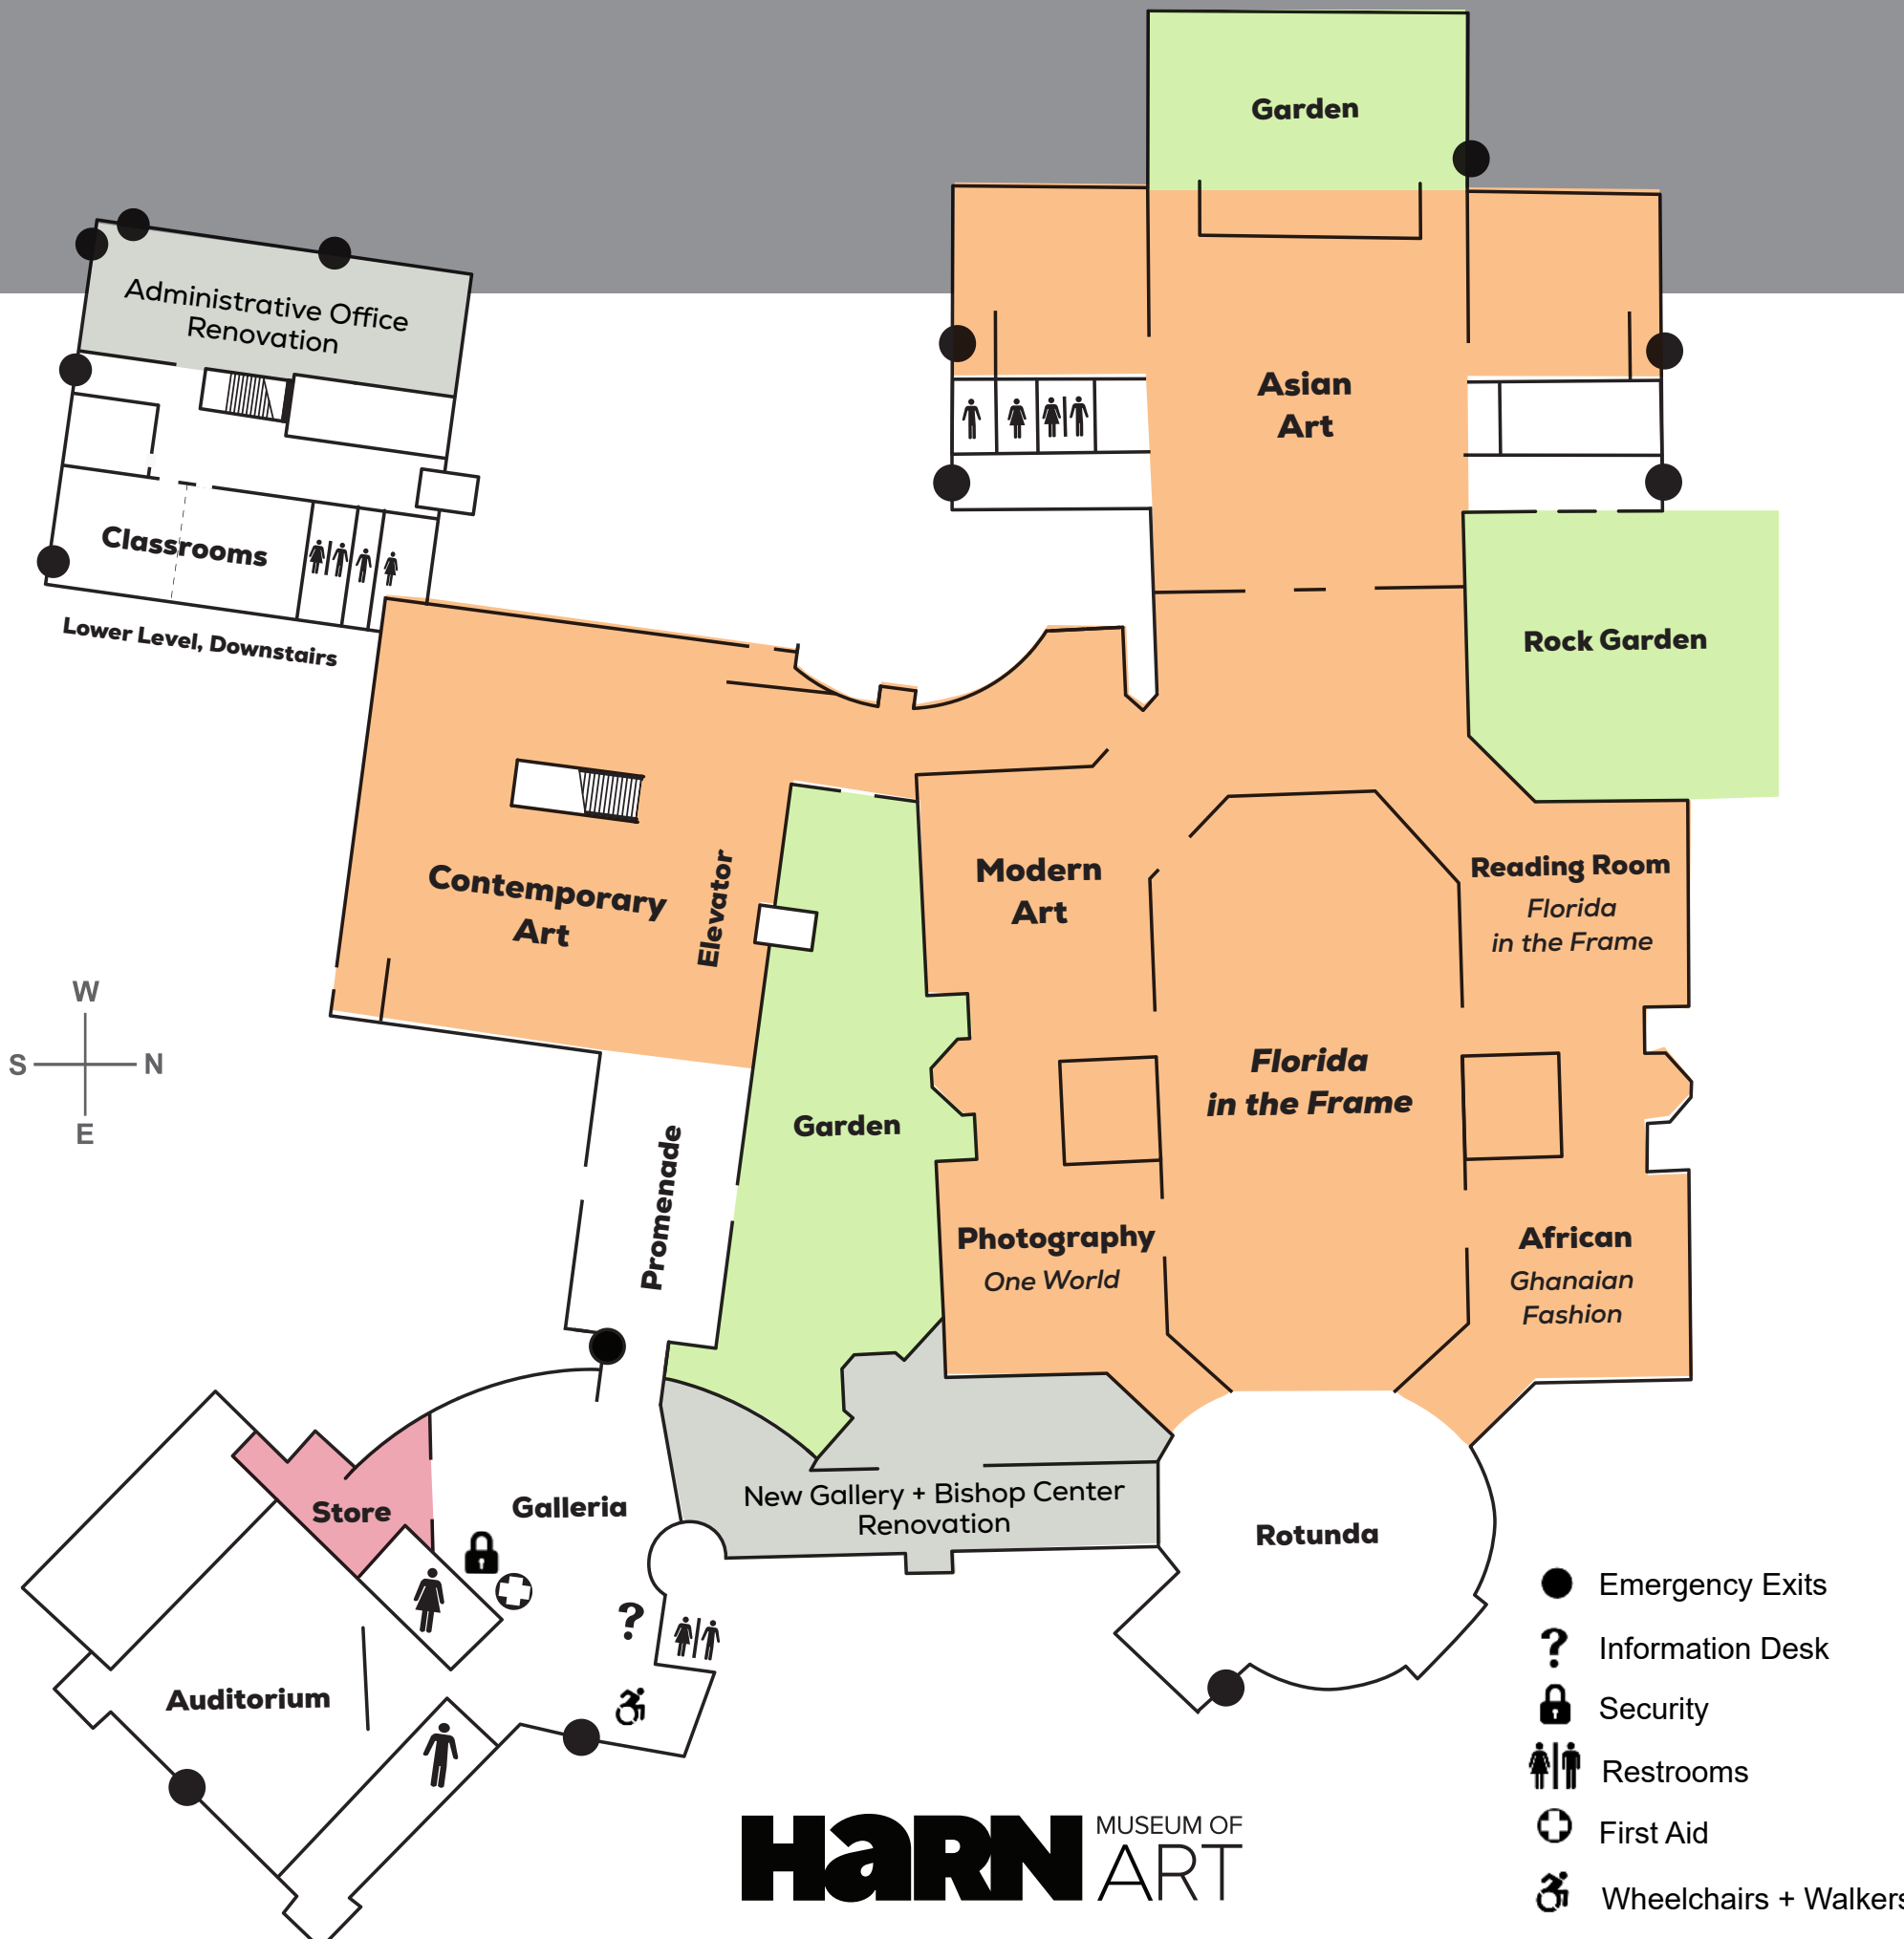 Garden
Administrative Office
Renovation
Asian
Art
Classrooms
Lower Level, Downstairs
Rock Garden
Contemporary
Art
Elevator
Modern
Art
Reading Room
Florida
in the Frame
W
S
N
E
Florida
in the Frame
Garden
Promenade
Photography
One World
African
Ghanaian
Fashion
Store
Galleria
New Gallery + Bishop Center
Renovation
Rotunda
?
Auditorium
Emergency Exits
? Information Desk
Security
Restrooms
First Aid
Wheelchairs + Walkers
HaRN
MUSEUM OF
ART